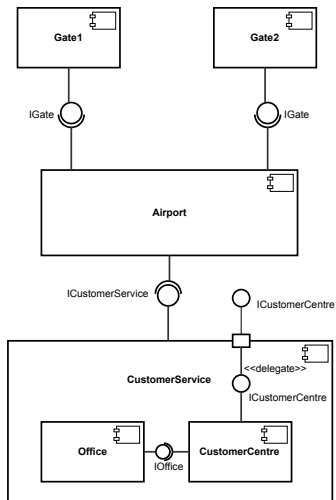 Gate1
Gate2
IGate
IGate
Airport
ICustomerService
ICustomerCentre
<<delegate>>
CustomerService
ICustomerCentre
Office
IOffice
CustomerCentre